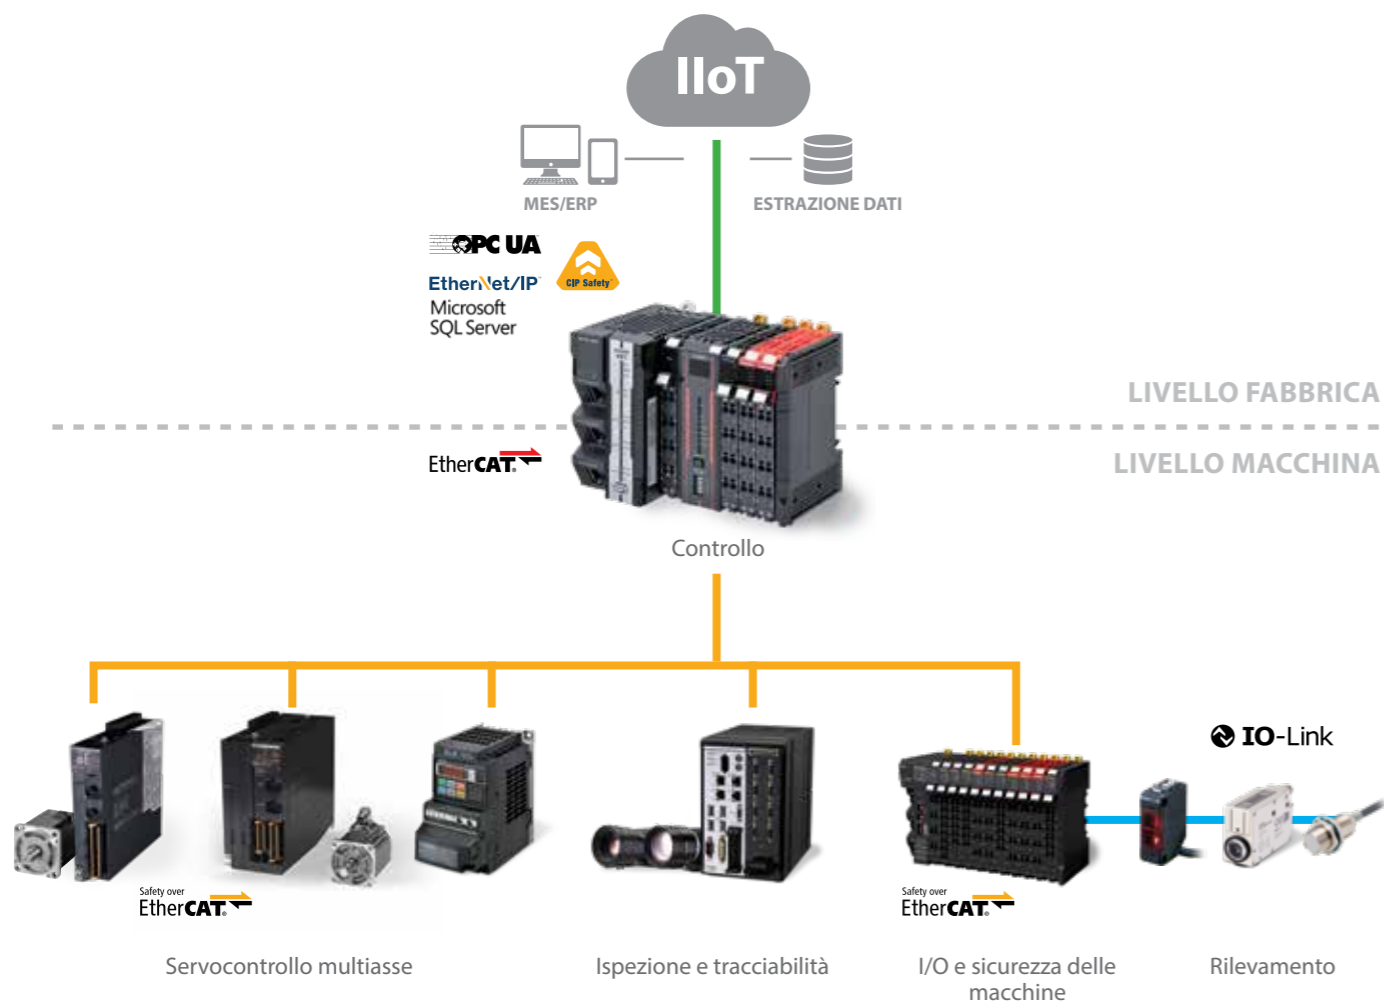 IIoT
MES/ERP
ESTRAZIONE DATI
OPC UA
CIP Safety
EtherNet/IP
Microsoft
SQL Server
LIVELLO FABBRICA
EtherCAT
LIVELLO MACCHINA
Controllo
IO-Link
Safety over
EtherCAT
Safety over
EtherCAT
Servocontrollo multiasse
Ispezione e tracciabilità
I/O e sicurezza delle
macchine
Rilevamento